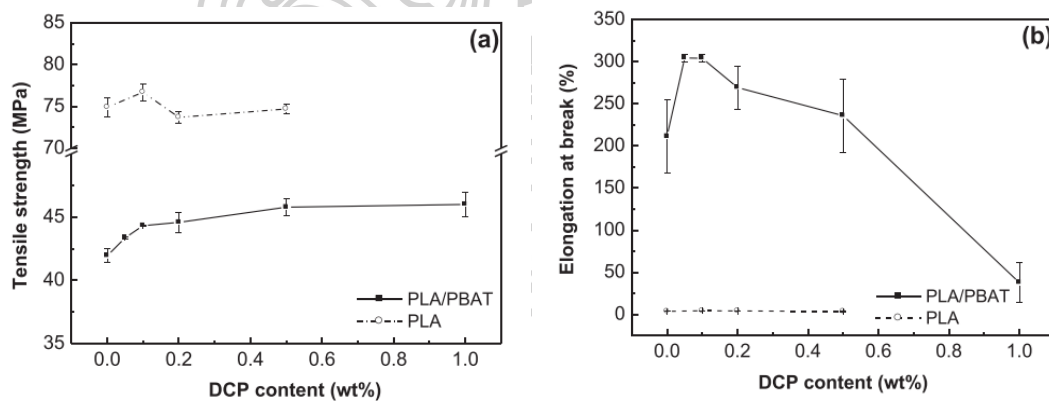 (a)
85
80
75
70
45
40
35
Tensile strength (MPa)
PLA/PBAT
PLA
0.0 0.2 0.4 0.6 0.8 1.0
DCP content (wt%)
(b)
350
300
250
200
150
100
50
0
Elongation at break (%)
PLA/PBAT
PLA
0.0 0.2 0.4 0.6 0.8 1.0
DCP content (wt%)